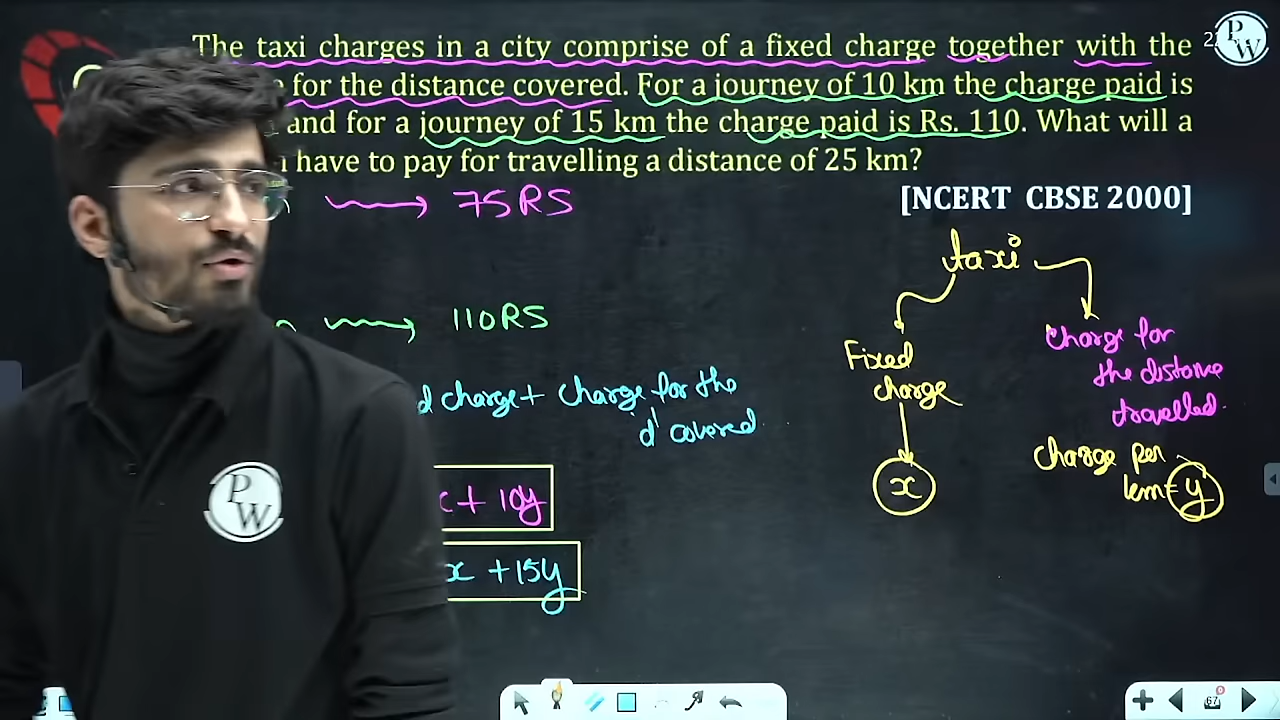 The taxi charges in a city comprise of a fixed charge together with the
for the distance covered. For a journey of 10 km the charge paid is
and for a journey of 15 km the charge paid is Rs. 110. What will a
have to pay for travelling a distance of 25 km?
[NCERT CBSE 2000]
75RS
110RS
charge + charge for the
'd' covered
x + 10y
x + 15y
taxi
Fixed
charge
x
Charge for
the distance
travelled.
Charge per
km = y
PW
PW
67